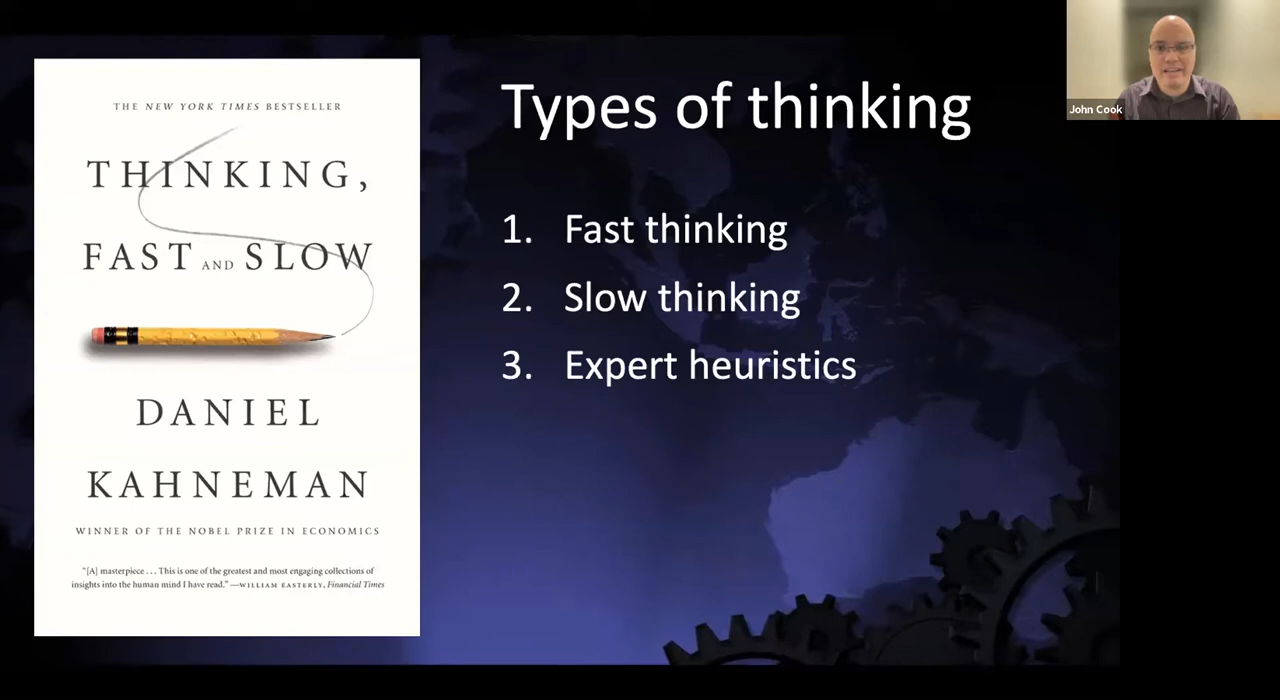 THE NEW YORK TIMES BESTSELLER
THINKING,
FAST AND SLOW
DANIEL
KAHNEMAN
WINNER OF THE NOBEL PRIZE IN ECONOMICS
"[A] masterpiece . . . This is one of the greatest and most engaging collections of
insights into the human mind I have read." —WILLIAM EASTERLY, Financial Times
Types of thinking
1. Fast thinking
2. Slow thinking
3. Expert heuristics
John Cook